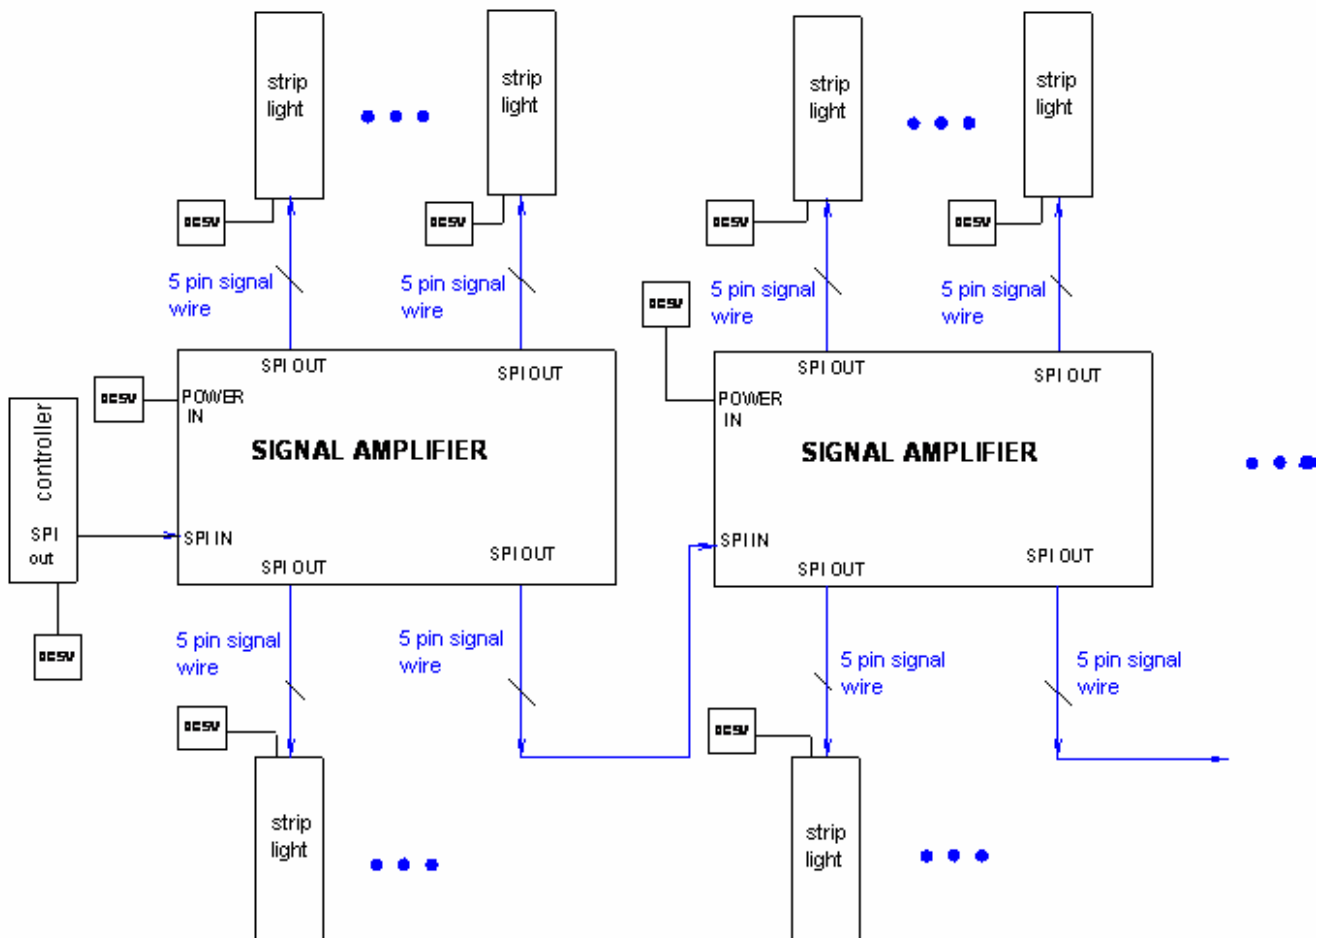 strip
light
strip
light
strip
light
strip
light
DC5V
DC5V
DC5V
DC5V
5 pin signal
wire
5 pin signal
wire
5 pin signal
wire
5 pin signal
wire
DC5V
SPI OUT
SPI OUT
SPI OUT
SPI OUT
DC5V
POWER
IN
POWER
IN
controller
SIGNAL AMPLIFIER
SIGNAL AMPLIFIER
SPI
out
SPI IN
SPI IN
SPI OUT
SPI OUT
SPI OUT
SPI OUT
DC5V
5 pin signal
wire
5 pin signal
wire
5 pin signal
wire
5 pin signal
wire
DC5V
DC5V
strip
light
strip
light